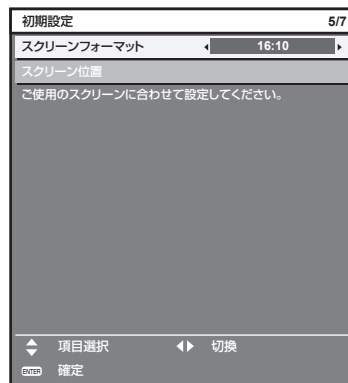 初期設定 5/7
スクリーンフォーマット 16:10
スクリーン位置
ご使用のスクリーンに合わせて設定してください。
項目選択 切換
ENTER 確定